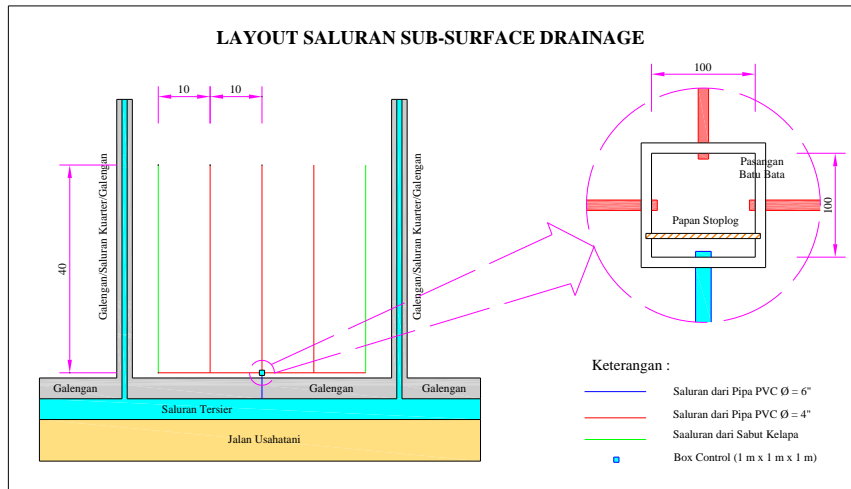 LAYOUT SALURAN SUB-SURFACE DRAINAGE
10
10
40
Galengan/Saluran Kuarter/Galengan
Galengan/Saluran Kuarter/Galengan
Galengan
Galengan
Galengan
Saluran Tersier
Jalan Usahatani
100
Pasangan
Batu Bata
100
Papan Stoplog
Keterangan :
Saluran dari Pipa PVC Ø = 6"
Saluran dari Pipa PVC Ø = 4"
Saaluran dari Sabut Kelapa
Box Control (1 m x 1 m x 1 m)